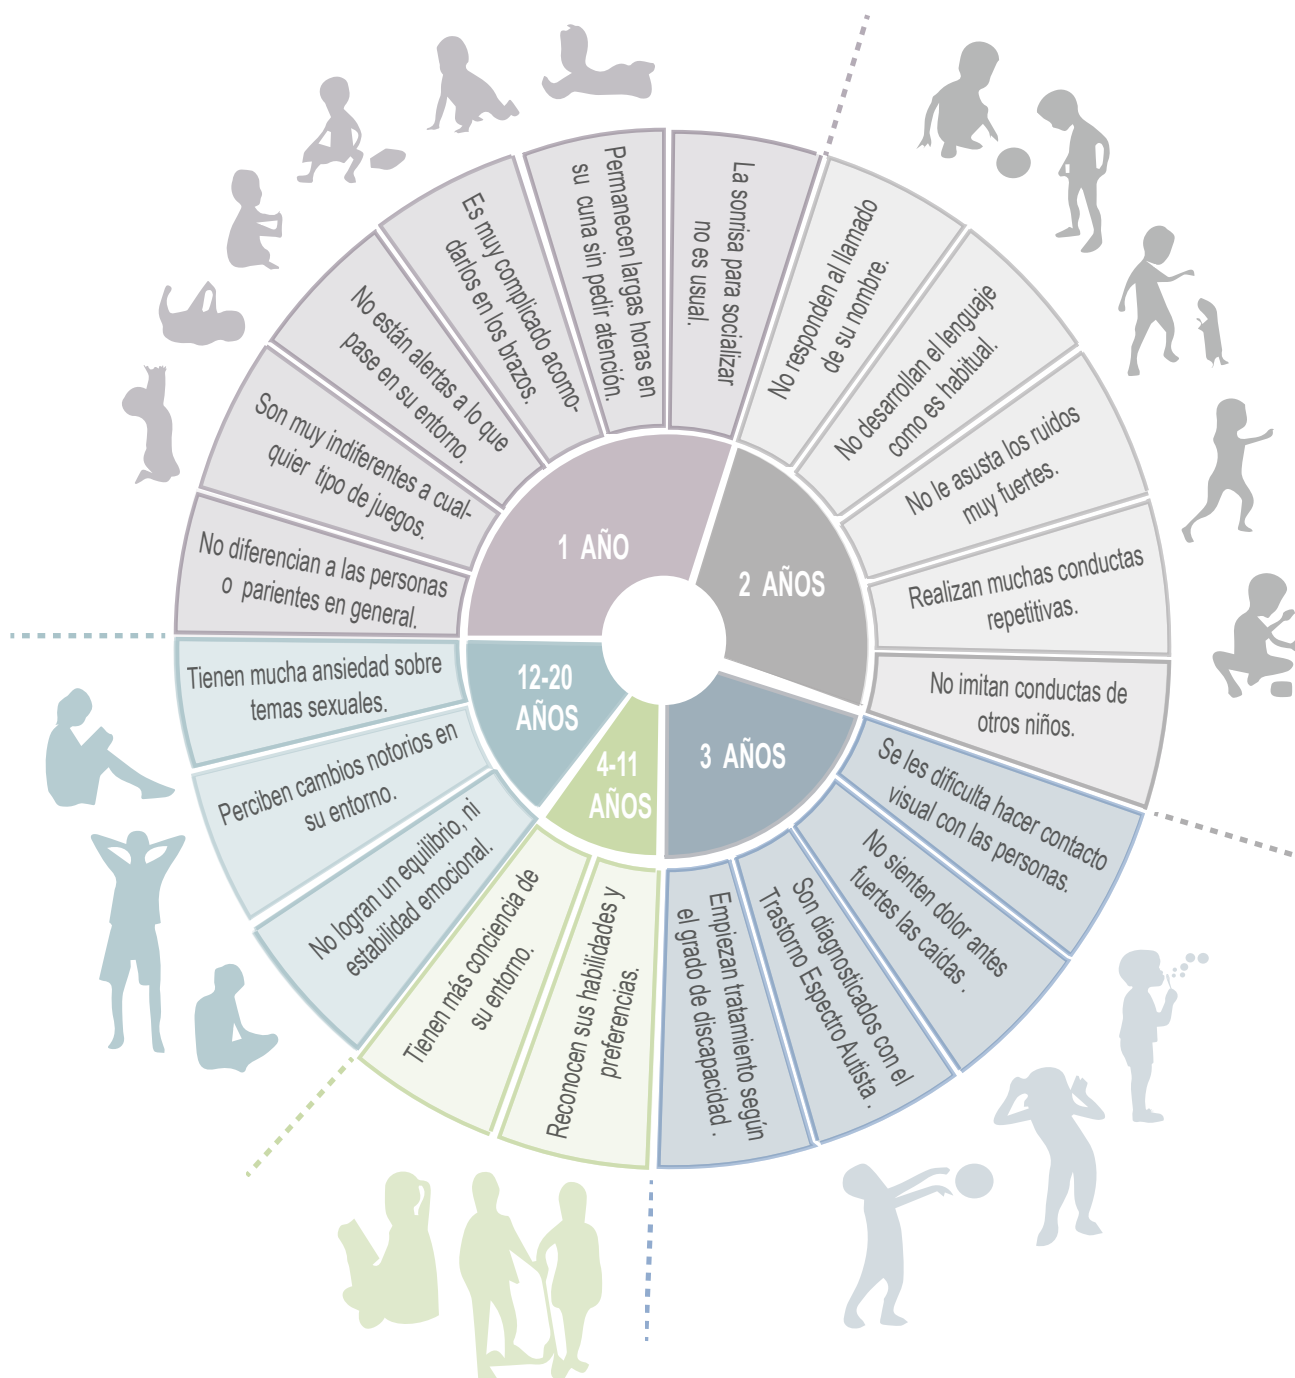 1 AÑO
No diferencian a las personas
o parientes en general.
Son muy indiferentes a cual-
quier tipo de juegos.
No están alertas a lo que
pase en su entorno.
Es muy complicado acomo-
darlos en los brazos.
Permanecen largas horas en
su cuna sin pedir atención.
La sonrisa para socializar
no es usual.
2 AÑOS
No responden al llamado
de su nombre.
No desarrollan el lenguaje
como es habitual.
No le asusta los ruidos
muy fuertes.
Realizan muchas conductas
repetitivas.
No imitan conductas de
otros niños.
3 AÑOS
Se les dificulta hacer contacto
visual con las personas.
No sienten dolor antes
fuertes las caídas .
Son diagnosticados con el
Trastorno Espectro Autista .
Empiezan tratamiento según
el grado de discapacidad .
4-11
AÑOS
Reconocen sus habilidades y
preferencias.
Tienen más conciencia de
su entorno.
12-20
AÑOS
No logran un equilibrio, ni
estabilidad emocional.
Perciben cambios notorios en
su entorno.
Tienen mucha ansiedad sobre
temas sexuales.